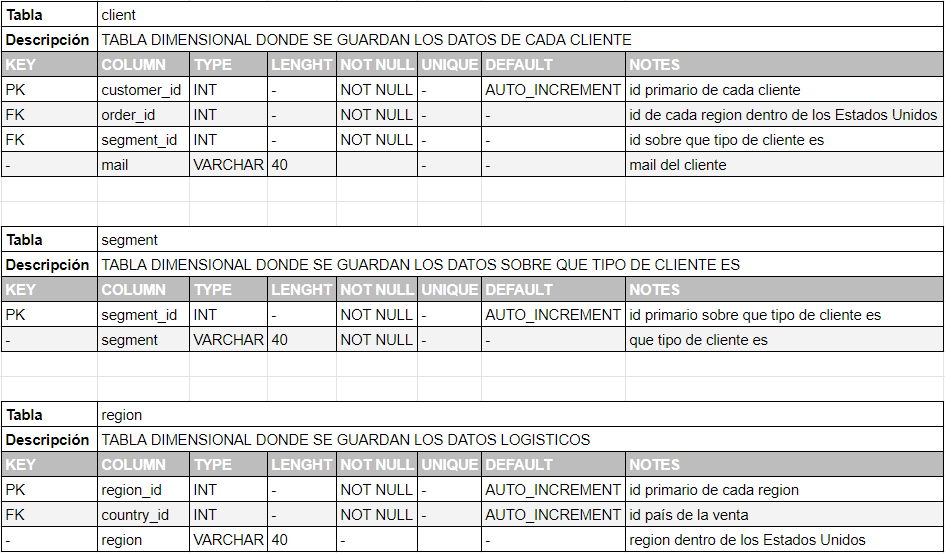 Tabla client
Descripción TABLA DIMENSIONAL DONDE SE GUARDAN LOS DATOS DE CADA CLIENTE
KEY COLUMN TYPE LENGHT NOT NULL UNIQUE DEFAULT NOTES
PK customer_id INT - NOT NULL - AUTO_INCREMENT id primario de cada cliente
FK order_id INT - NOT NULL - - id de cada region dentro de los Estados Unidos
FK segment_id INT - NOT NULL - - id sobre que tipo de cliente es
- mail VARCHAR 40 - - mail del cliente
Tabla segment
Descripción TABLA DIMENSIONAL DONDE SE GUARDAN LOS DATOS SOBRE QUE TIPO DE CLIENTE ES
KEY COLUMN TYPE LENGHT NOT NULL UNIQUE DEFAULT NOTES
PK segment_id INT - NOT NULL - AUTO_INCREMENT id primario sobre que tipo de cliente es
- segment VARCHAR 40 NOT NULL - - que tipo de cliente es
Tabla region
Descripción TABLA DIMENSIONAL DONDE SE GUARDAN LOS DATOS LOGISTICOS
KEY COLUMN TYPE LENGHT NOT NULL UNIQUE DEFAULT NOTES
PK region_id INT - NOT NULL - AUTO_INCREMENT id primario de cada region
FK country_id INT - NOT NULL - AUTO_INCREMENT id país de la venta
- region VARCHAR 40 - - - region dentro de los Estados Unidos